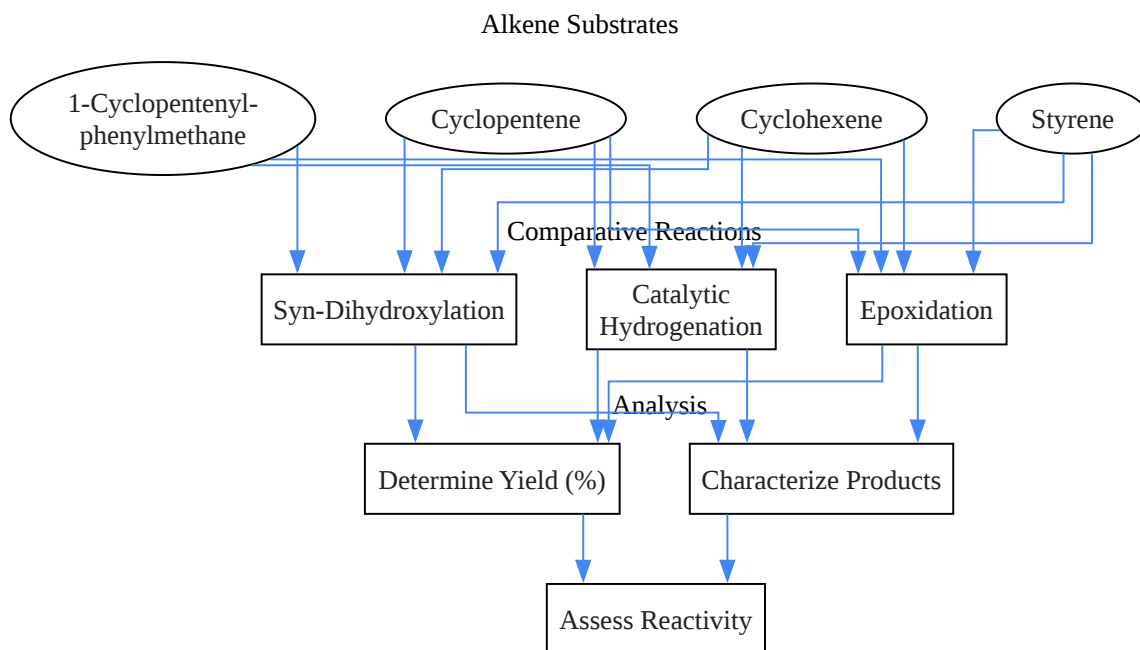 Alkene Substrates
1-Cyclopentenyl-
phenylmethane
Cyclopentene
Cyclohexene
Styrene
Comparative Reactions
Syn-Dihydroxylation
Catalytic
Hydrogenation
Epoxidation
Analysis
Determine Yield (%)
Characterize Products
Assess Reactivity